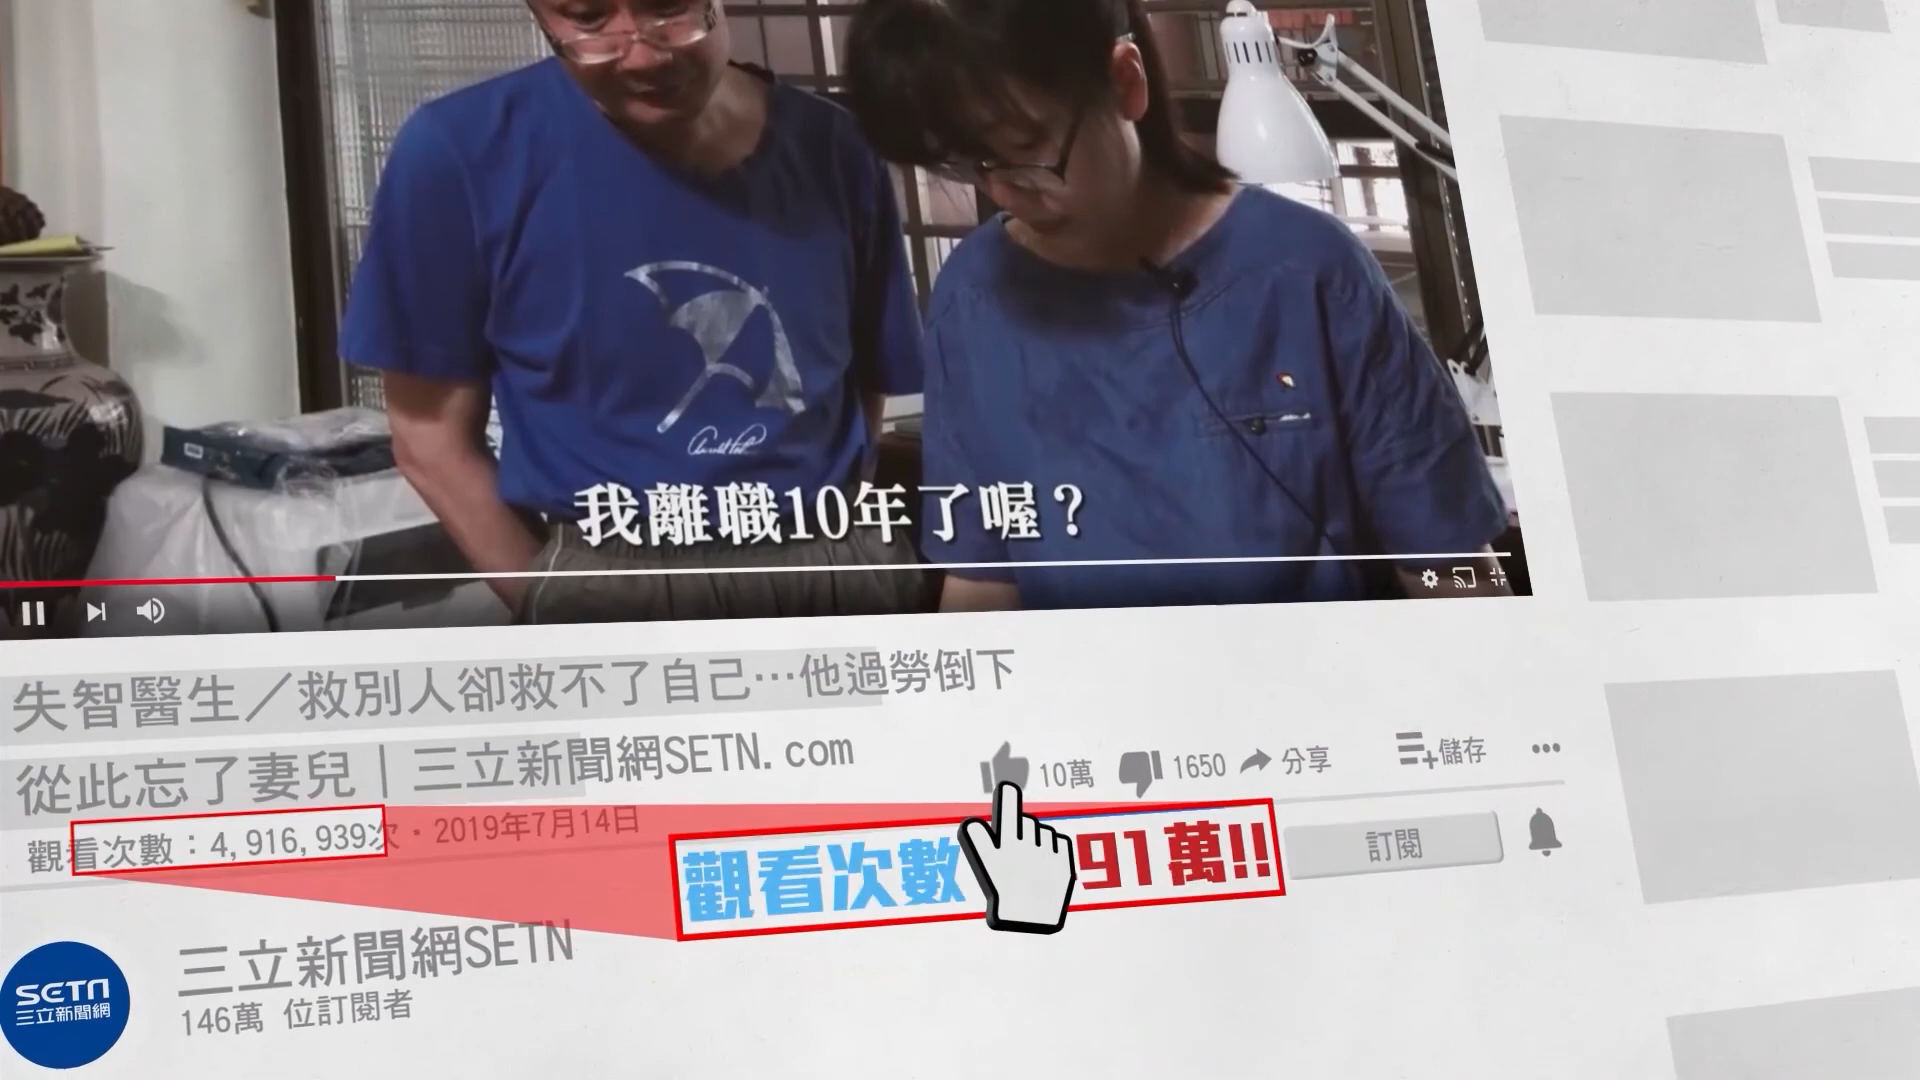 我離職10年了喔？
失智醫生／救別人卻救不了自己…他過勞倒下
從此忘了妻兒｜三立新聞網SETN.com
10萬
1650
分享
儲存
觀看次數：4,916,939次・2019年7月14日
觀看次數 91萬!!
訂閱
三立新聞網SETN
146萬 位訂閱者
SETN
三立新聞網